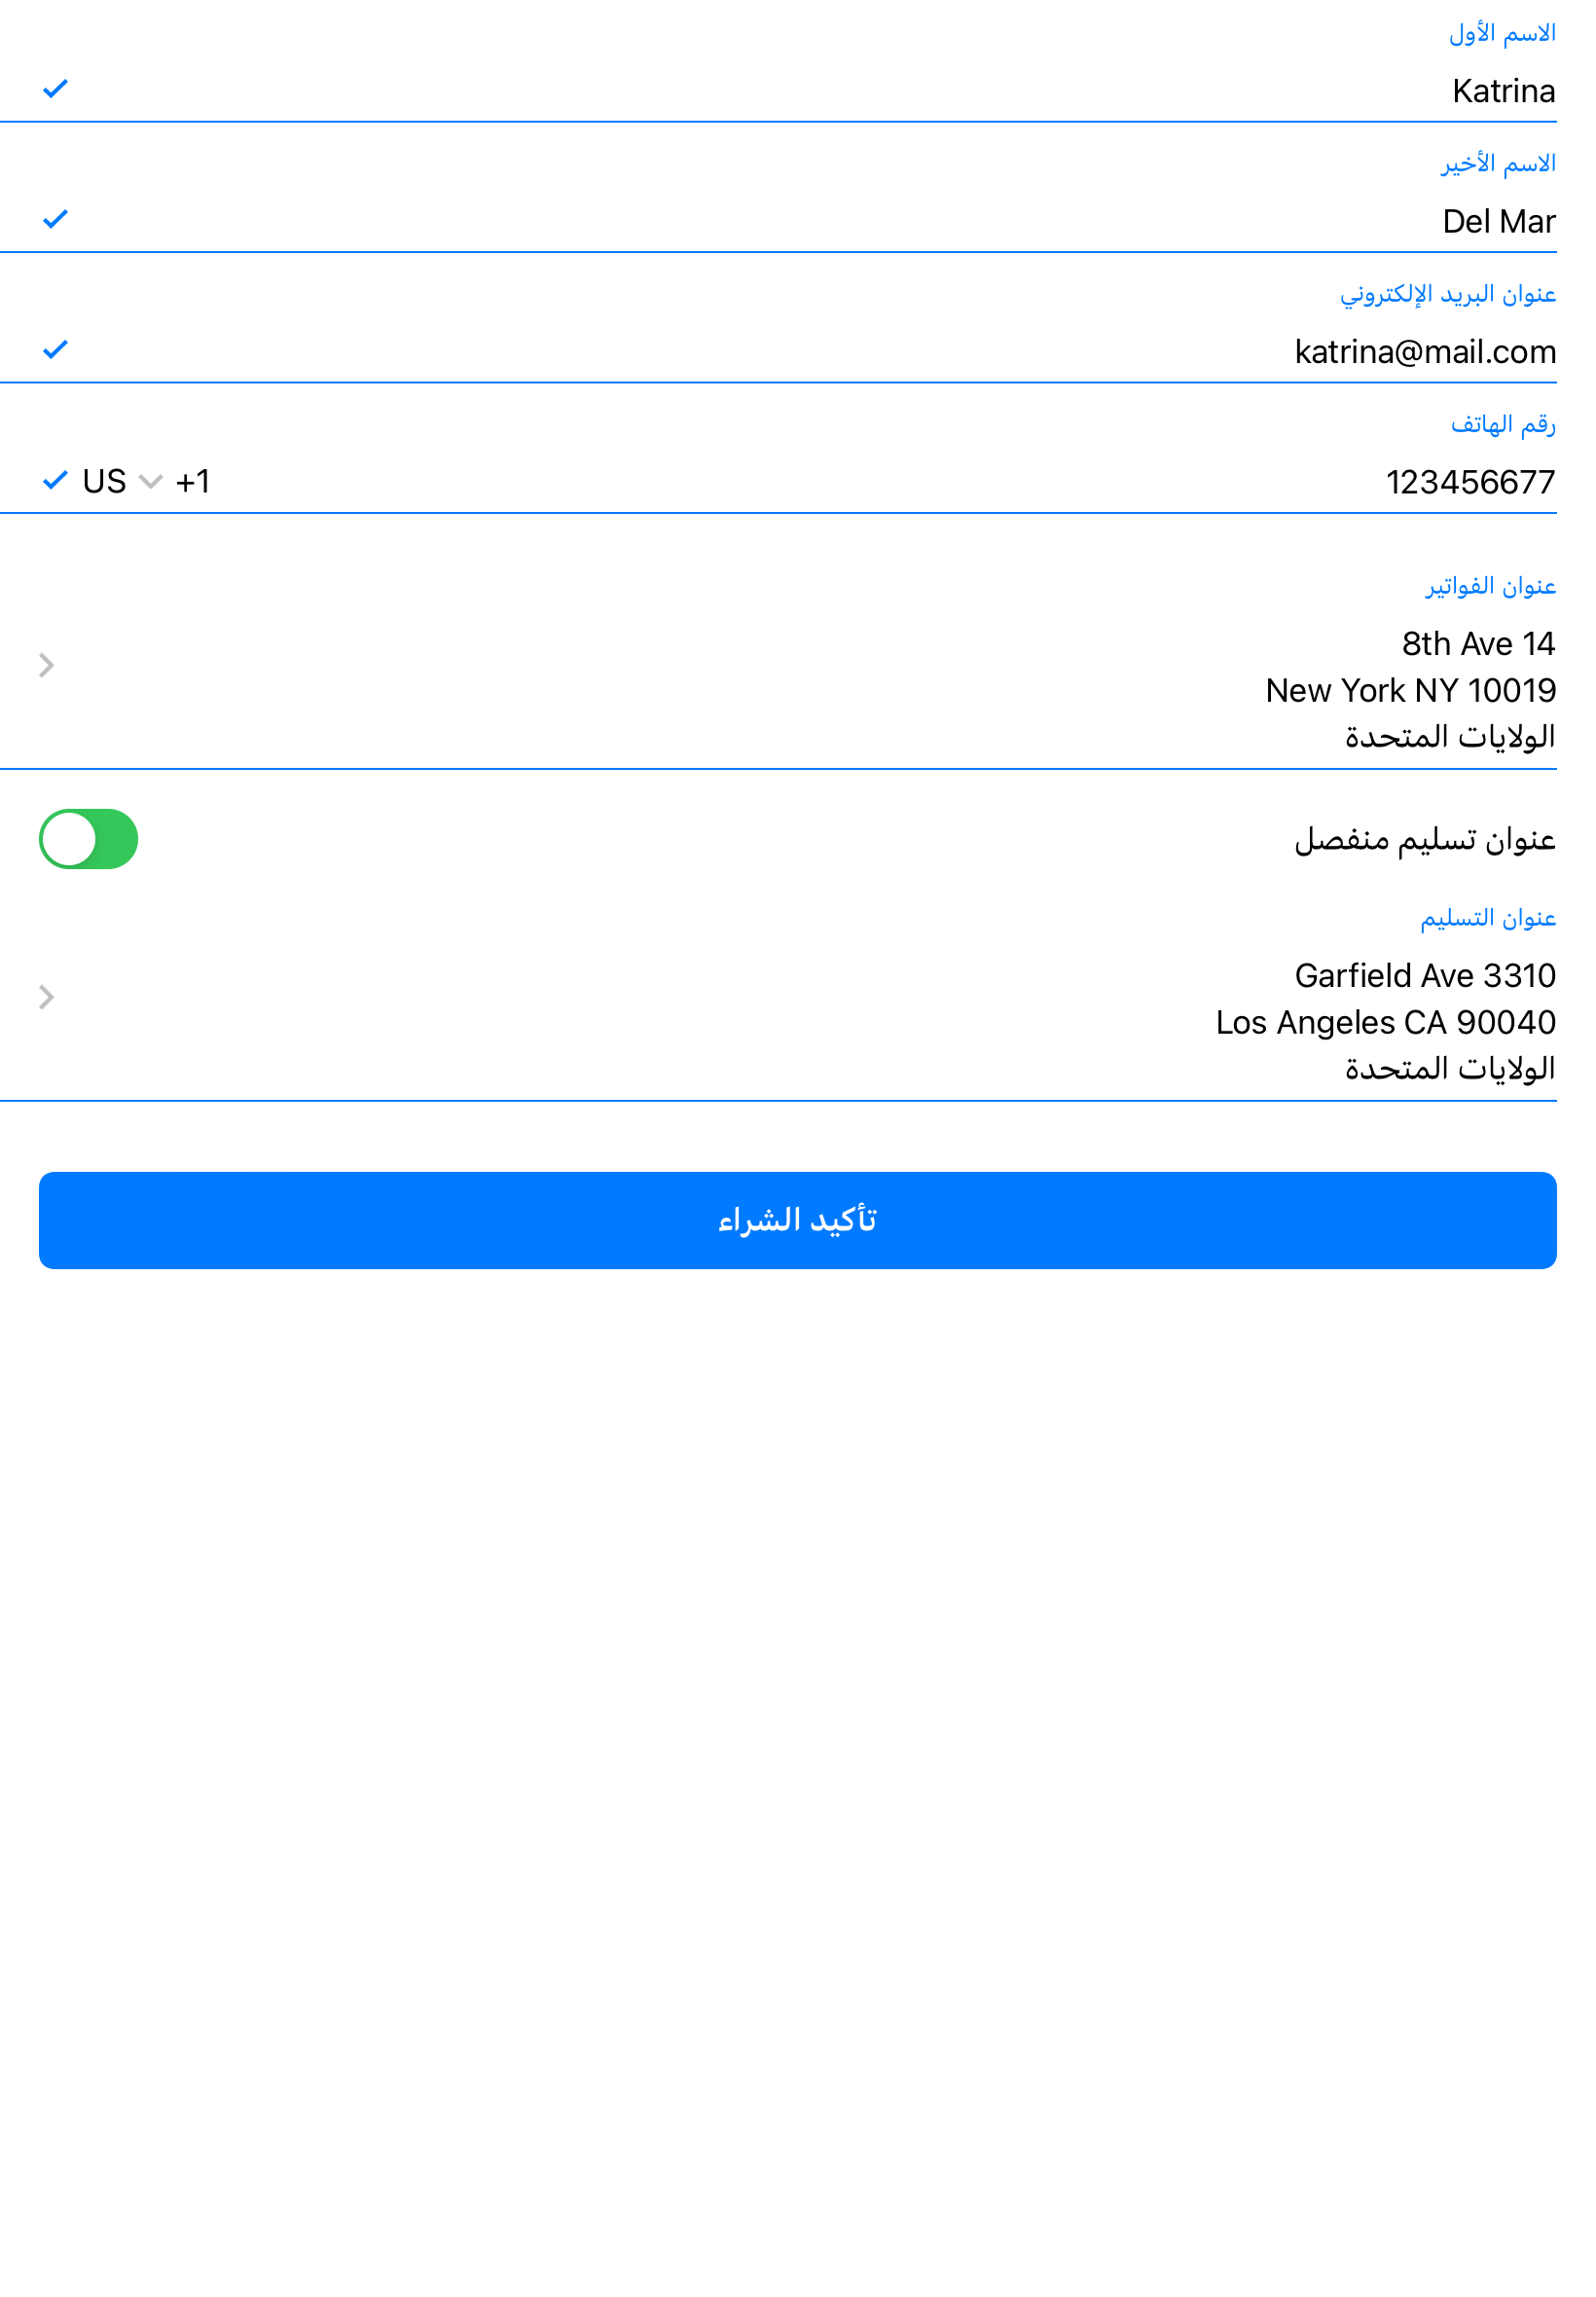 الاسم الأول
Katrina
الاسم الأخير
Del Mar
عنوان البريد الإلكتروني
katrina@mail.com
رقم الهاتف
123456677
US +1
عنوان الفواتير
8th Ave 14
New York NY 10019
الولايات المتحدة
عنوان تسليم منفصل
عنوان التسليم
Garfield Ave 3310
Los Angeles CA 90040
الولايات المتحدة
تأكيد الشراء